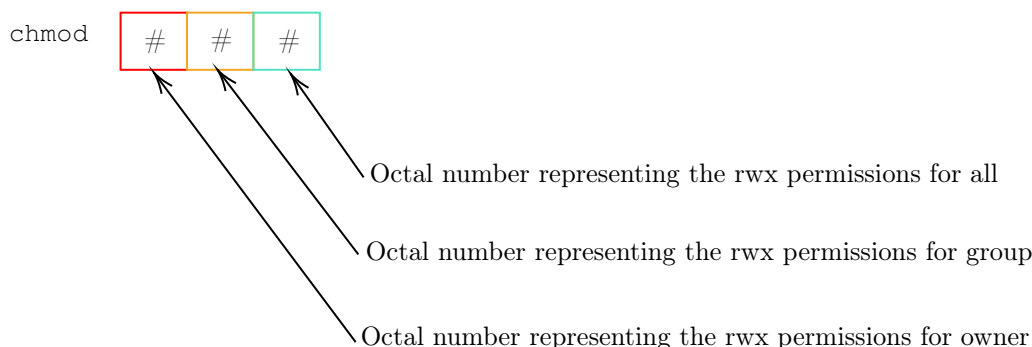 chmod # # #
Octal number representing the rwx permissions for all
Octal number representing the rwx permissions for group
Octal number representing the rwx permissions for owner